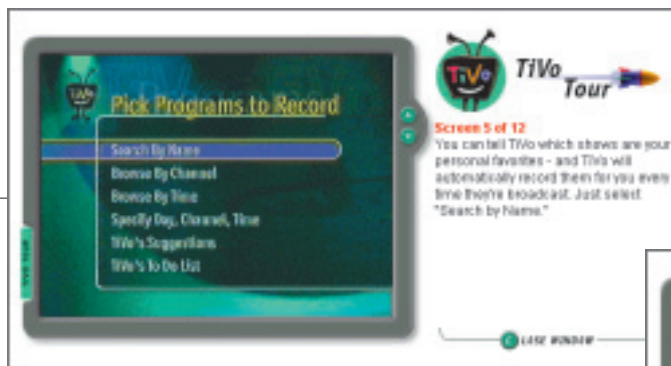 Pick Programs to Record
Search By Name
Browse By Channel
Browse By Time
Specify Day, Channel, Time
TiVo's Suggestions
TiVo's To Do List
TiVo
TiVo
Tour
Screen 5 of 12
You can tell TiVo which shows are your
personal favorites - and TiVo will
automatically record them for you every
time they're broadcast. Just select
"Search by Name."
C LOSE WINDOW